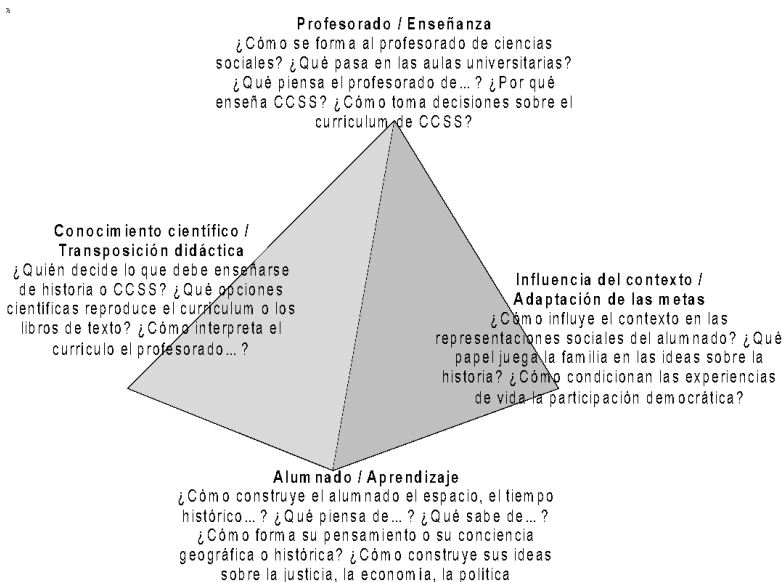 Profesorado / Enseñanza
¿Cómo se forma al profesorado de ciencias
sociales? ¿Qué pasa en las aulas universitarias?
¿Qué piensa el profesorado de...? ¿Por qué
enseña CCSS? ¿Cómo toma decisiones sobre el
curriculum de CCSS?
Conocimiento científico /
Transposición didáctica
¿Quién decide lo que debe enseñarse
de historia o CCSS? ¿Qué opciones
científicas reproduce el curriculum o los
libros de texto? ¿Cómo interpreta el
curriculo el profesorado...?
Influencia del contexto /
Adaptación de las metas
¿Cómo influye el contexto en las
representaciones sociales del alumnado? ¿Qué
papel juega la familia en las ideas sobre la
historia? ¿Cómo condicionan las experiencias
de vida la participación democrática?
Alumnado / Aprendizaje
¿Cómo construye el alumnado el espacio, el tiempo
histórico...? ¿Qué piensa de...? ¿Qué sabe de...?
¿Cómo forma su pensamiento o su conciencia
geográfica o histórica? ¿Cómo construye sus ideas
sobre la justicia, la economía, la política